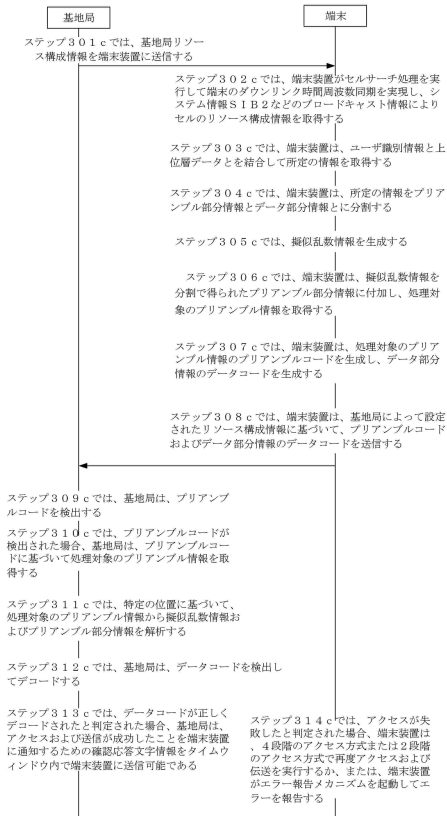 基地局
端末
ステップ301cでは、基地局リソー
ス構成情報を端末装置に送信する
ステップ302cでは、端末装置がセルサーチ処理を実
行して端末のダウンリンク時間周波数同期を実現し、シ
ステム情報SIB2などのブロードキャスト情報により
セルのリソース構成情報を取得する
ステップ303cでは、端末装置は、ユーザ識別情報と上
位層データとを結合して所定の情報を取得する
ステップ304cでは、端末装置は、所定の情報をプリア
ンブル部分情報とデータ部分情報とに分割する
ステップ305cでは、擬似乱数情報を生成する
ステップ306cでは、端末装置は、擬似乱数情報を
分割で得られたプリアンブル部分情報に付加し、処理
対象のプリアンブル情報を取得する
ステップ307cでは、端末装置は、処理対象のプリア
ンブル情報のプリアンブルコードを生成し、データ部分
情報のデータコードを生成する
ステップ308cでは、端末装置は、基地局によって設定
されたリソース構成情報に基づいて、プリアンブルコード
およびデータ部分情報のデータコードを送信する
ステップ309cでは、基地局は、プリアンブ
ルコードを検出する
ステップ310cでは、プリアンブルコードが
検出された場合、基地局は、プリアンブルコー
ドに基づいて処理対象のプリアンブル情報を取
得する
ステップ311cでは、特定の位置に基づいて、
処理対象のプリアンブル情報から擬似乱数情報お
よびプリアンブル部分情報を解析する
ステップ312cでは、基地局は、データコードを検出し
てデコードする
ステップ313cでは、データコードが正しく
デコードされたと判定された場合、基地局は、
アクセスおよび送信が成功したことを端末装置
に通知するための確認応答文字情報をタイムウ
ィンドウ内で端末装置に送信可能である
ステップ314cでは、アクセスが失
敗したと判定された場合、端末装置は
、4段階のアクセス方式または2段階
のアクセス方式で再度アクセスおよび
伝送を実行するか、または、端末装置
がエラー報告メカニズムを起動してエ
ラーを報告する